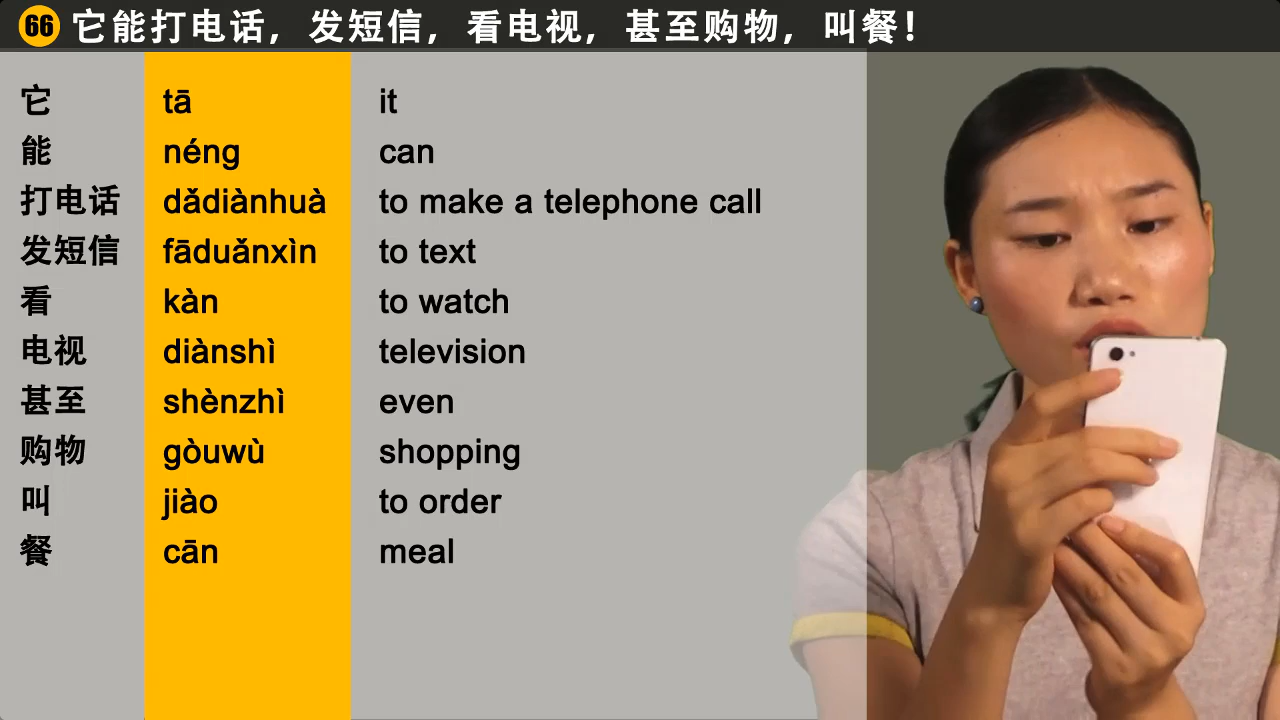 66 它能打电话，发短信，看电视，甚至购物，叫餐！
它 tā it
能 néng can
打电话 dǎdiànhuà to make a telephone call
发短信 fāduǎnxìn to text
看 kàn to watch
电视 diànshì television
甚至 shènzhì even
购物 gòuwù shopping
叫 jiào to order
餐 cān meal